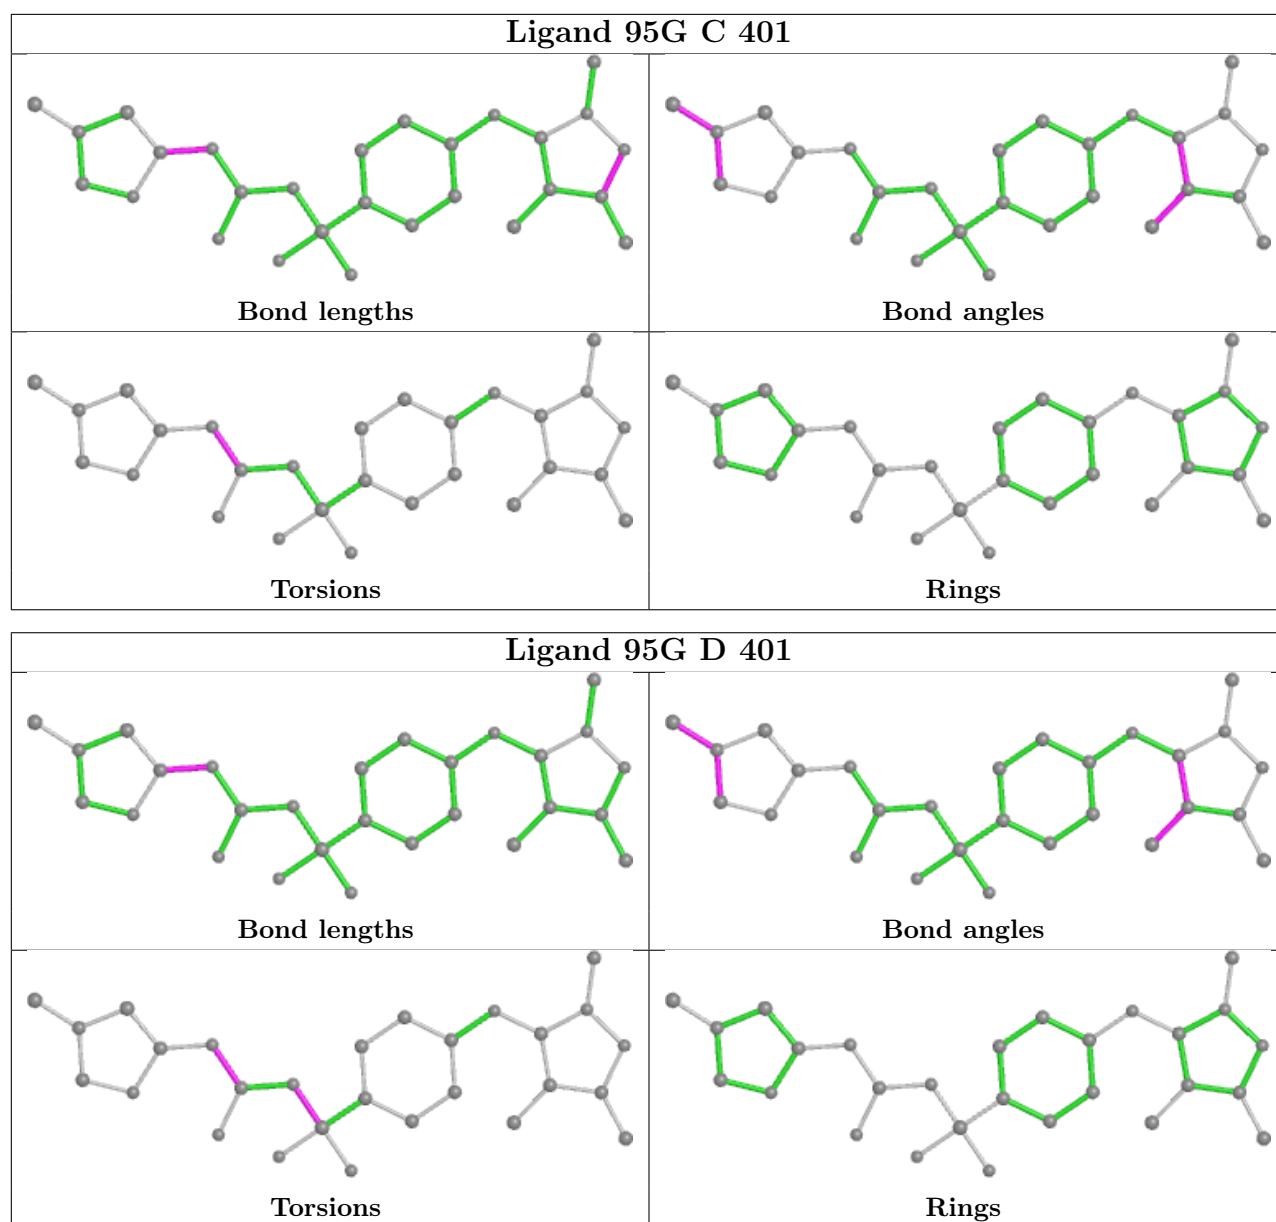 Ligand 95G C 401
Bond lengths
Bond angles
Torsions
Rings
Ligand 95G D 401
Bond lengths
Bond angles
Torsions
Rings